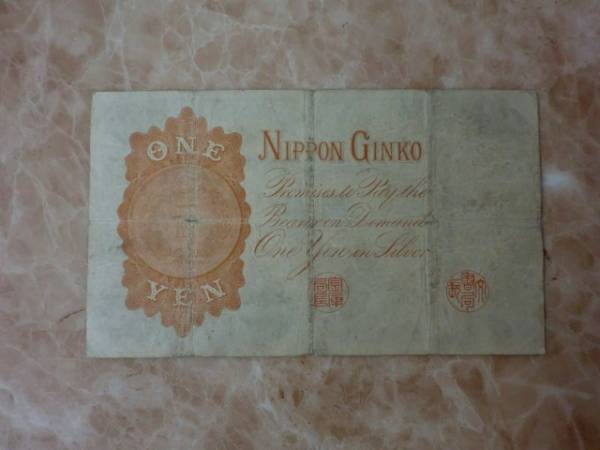 ONE
YEN
NIPPON GINKO
Promises to Pay the
Bearer on Demand
One Yen in Silver